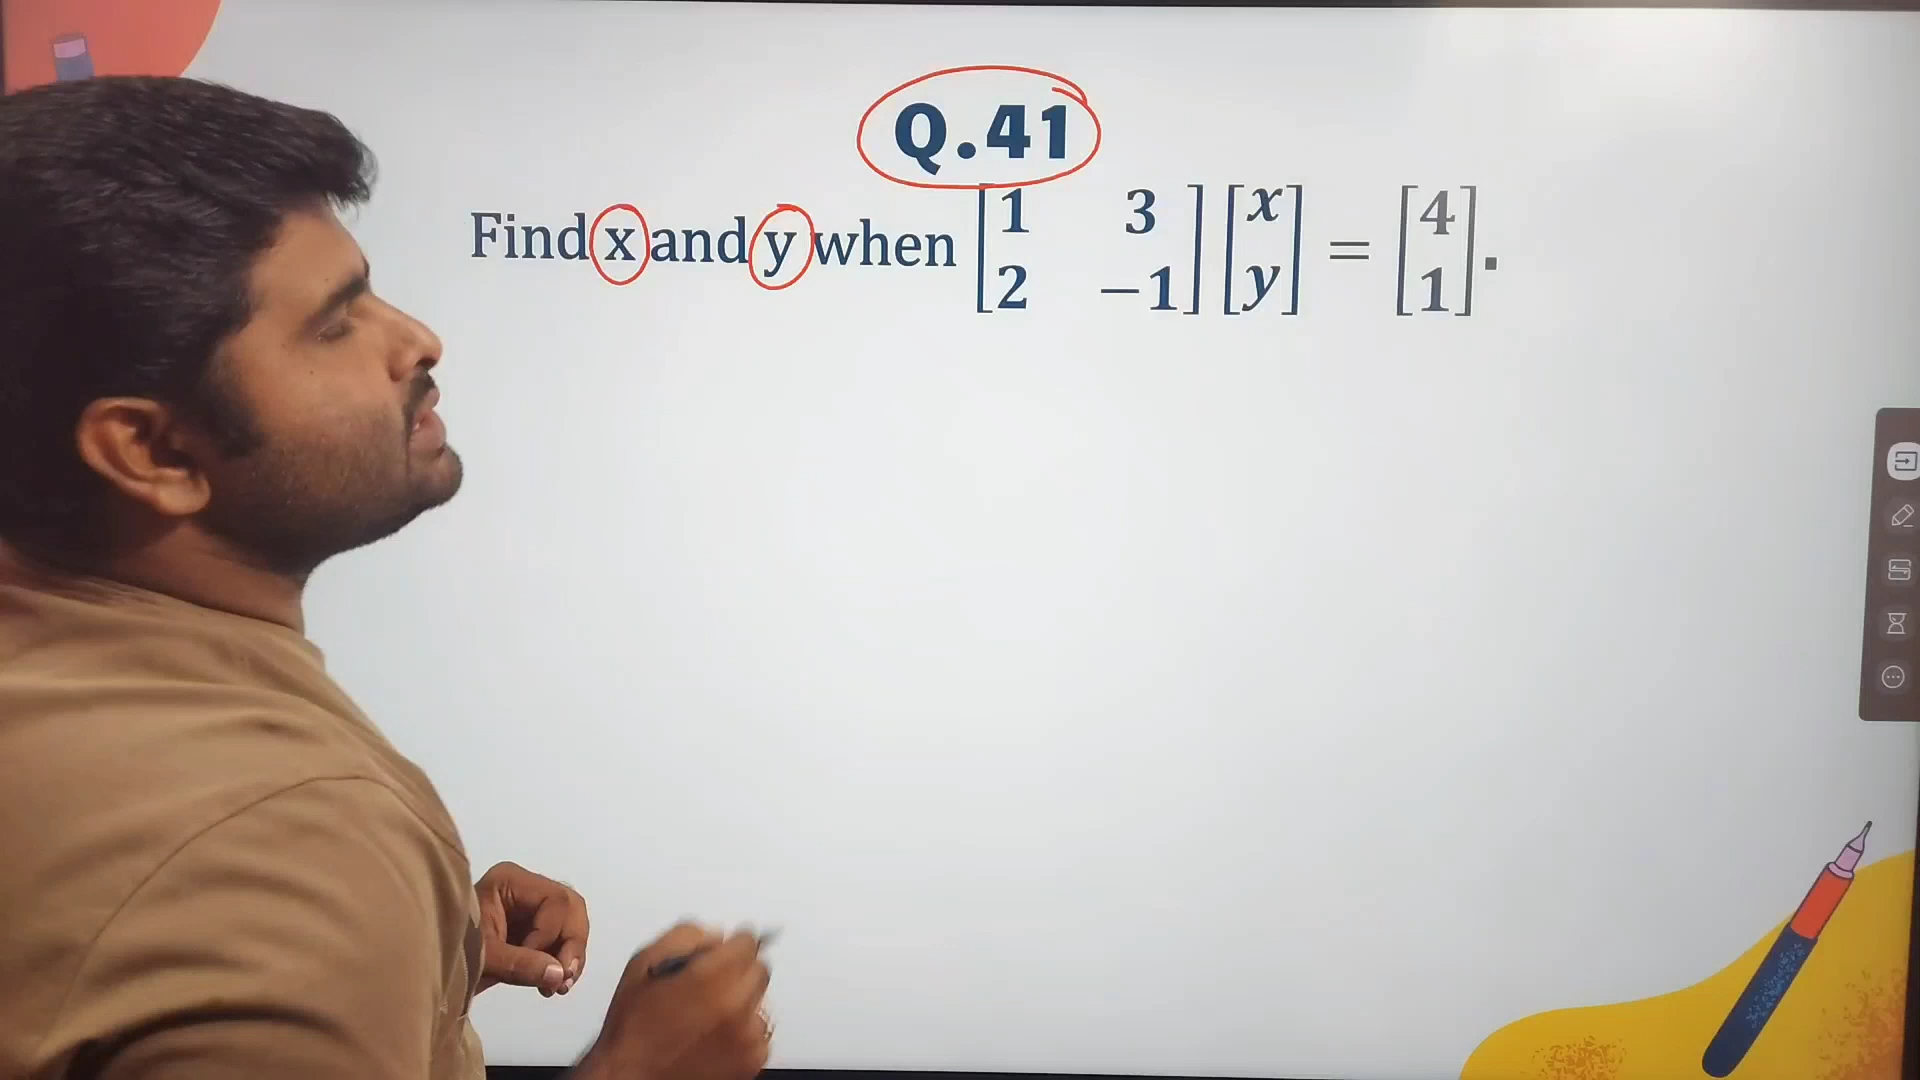 Q.41
Find x and y when [1 3 2 −1] [x y] = [4 1].